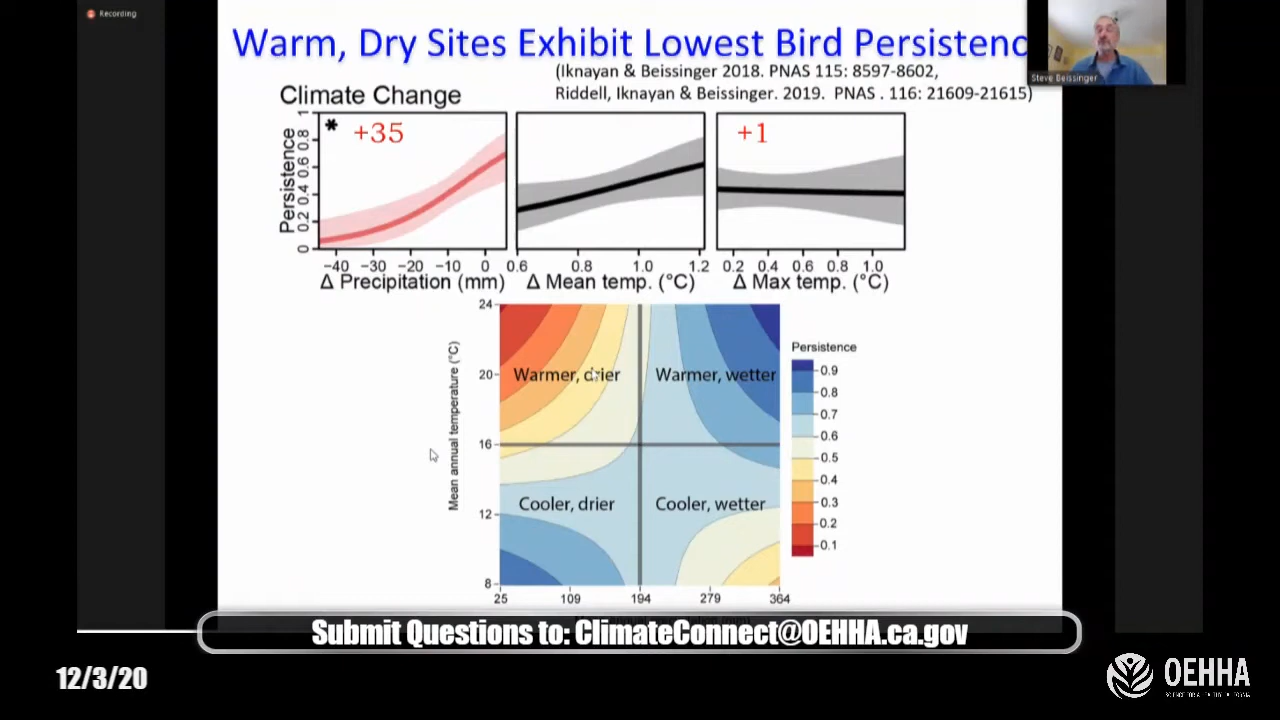 Recording
Warm, Dry Sites Exhibit Lowest Bird Persistenc
(Iknayan & Beissinger 2018. PNAS 115: 8597-8602,
Riddell, Iknayan & Beissinger. 2019. PNAS . 116: 21609-21615)
Steve Beissinger
Climate Change
* +35
+1
Persistence
1
0.8
0.6
0.4
0.2
0
−40 −30 −20 −10 0
0.6 0.8 1.0 1.2
0.2 0.4 0.6 0.8 1.0
Δ Precipitation (mm)
Δ Mean temp. (°C)
Δ Max temp. (°C)
Mean annual temperature (°C)
24
20
16
12
8
Warmer, drier
Warmer, wetter
Cooler, drier
Cooler, wetter
25 109 194 279 364
Persistence
0.9
0.8
0.7
0.6
0.5
0.4
0.3
0.2
0.1
Submit Questions to: ClimateConnect@OEHHA.ca.gov
12/3/20
OEHHA